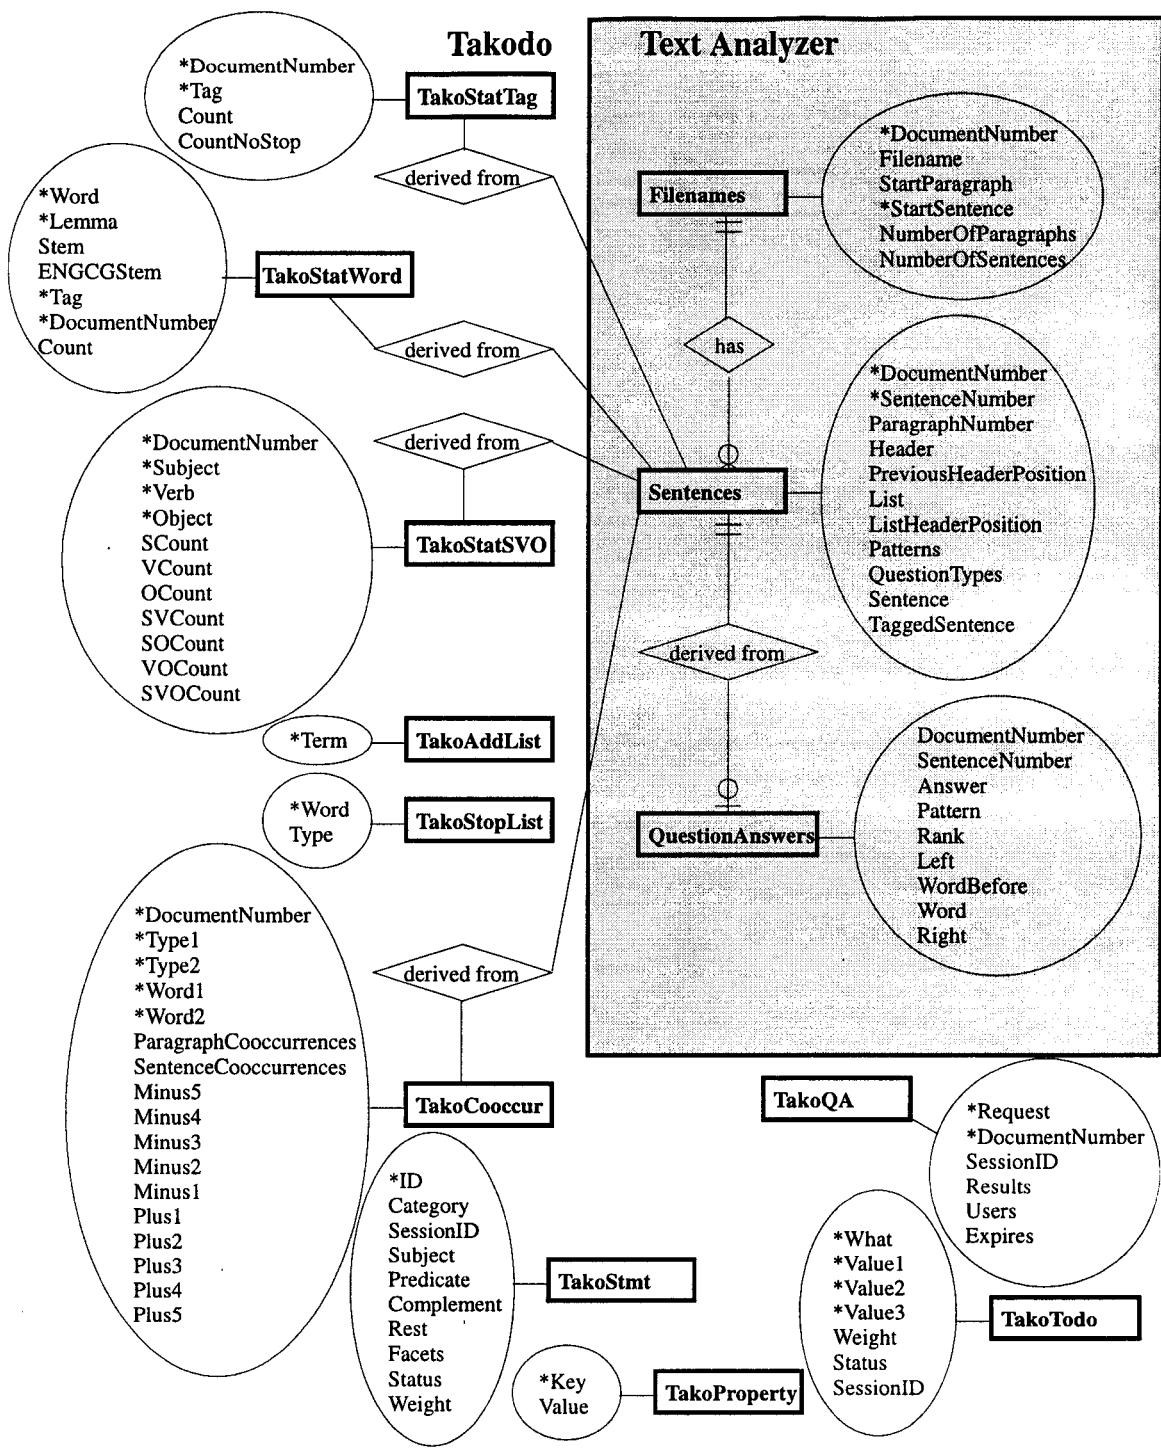 Takodo
Text Analyzer
*DocumentNumber
*Tag
Count
CountNoStop
TakoStatTag
derived from
*Word
*Lemma
Stem
ENGCGStem
*Tag
*DocumentNumber
Count
TakoStatWord
derived from
*DocumentNumber
*Subject
*Verb
*Object
SCount
VCount
OCount
SVCount
SOCount
VOCount
SVOCount
derived from
TakoStatSVO
*Term
TakoAddList
*Word
Type
TakoStopList
*DocumentNumber
*Type1
*Type2
*Word1
*Word2
ParagraphCooccurrences
SentenceCooccurrences
Minus5
Minus4
Minus3
Minus2
Minus1
Plus1
Plus2
Plus3
Plus4
Plus5
derived from
TakoCooccur
*ID
Category
SessionID
Subject
Predicate
Complement
Rest
Facets
Status
Weight
TakoStmt
*Key
Value
TakoProperty
Filenames
*DocumentNumber
Filename
StartParagraph
*StartSentence
NumberOfParagraphs
NumberOfSentences
has
Sentences
*DocumentNumber
*SentenceNumber
ParagraphNumber
Header
PreviousHeaderPosition
List
ListHeaderPosition
Patterns
QuestionTypes
Sentence
TaggedSentence
derived from
QuestionAnswers
DocumentNumber
SentenceNumber
Answer
Pattern
Rank
Left
WordBefore
Word
Right
TakoQA
*Request
*DocumentNumber
SessionID
Results
Users
Expires
*What
*Value1
*Value2
*Value3
Weight
Status
SessionID
TakoTodo